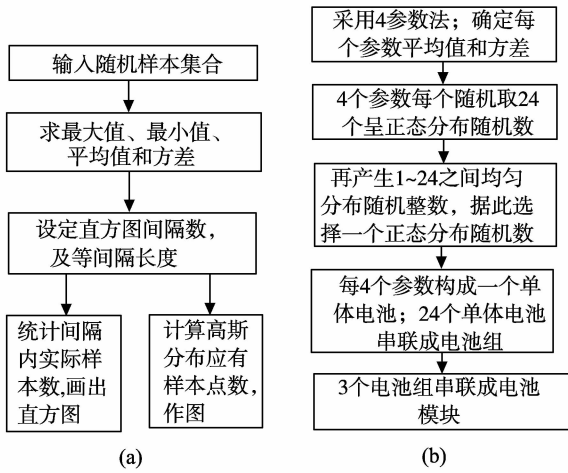 输入随机样本集合
求最大值、最小值、
平均值和方差
设定直方图间隔数,
及等间隔长度
统计间隔
内实际样
本数,画出
直方图
计算高斯
分布应有
样本点数,
作图
(a)
采用4参数法；确定每
个参数平均值和方差
4个参数每个随机取24
个呈正态分布随机数
再产生1~24之间均匀
分布随机整数，据此选
择一个正态分布随机数
每4个参数构成一个单
体电池；24个单体电池
串联成电池组
3个电池组串联成电池
模块
(b)